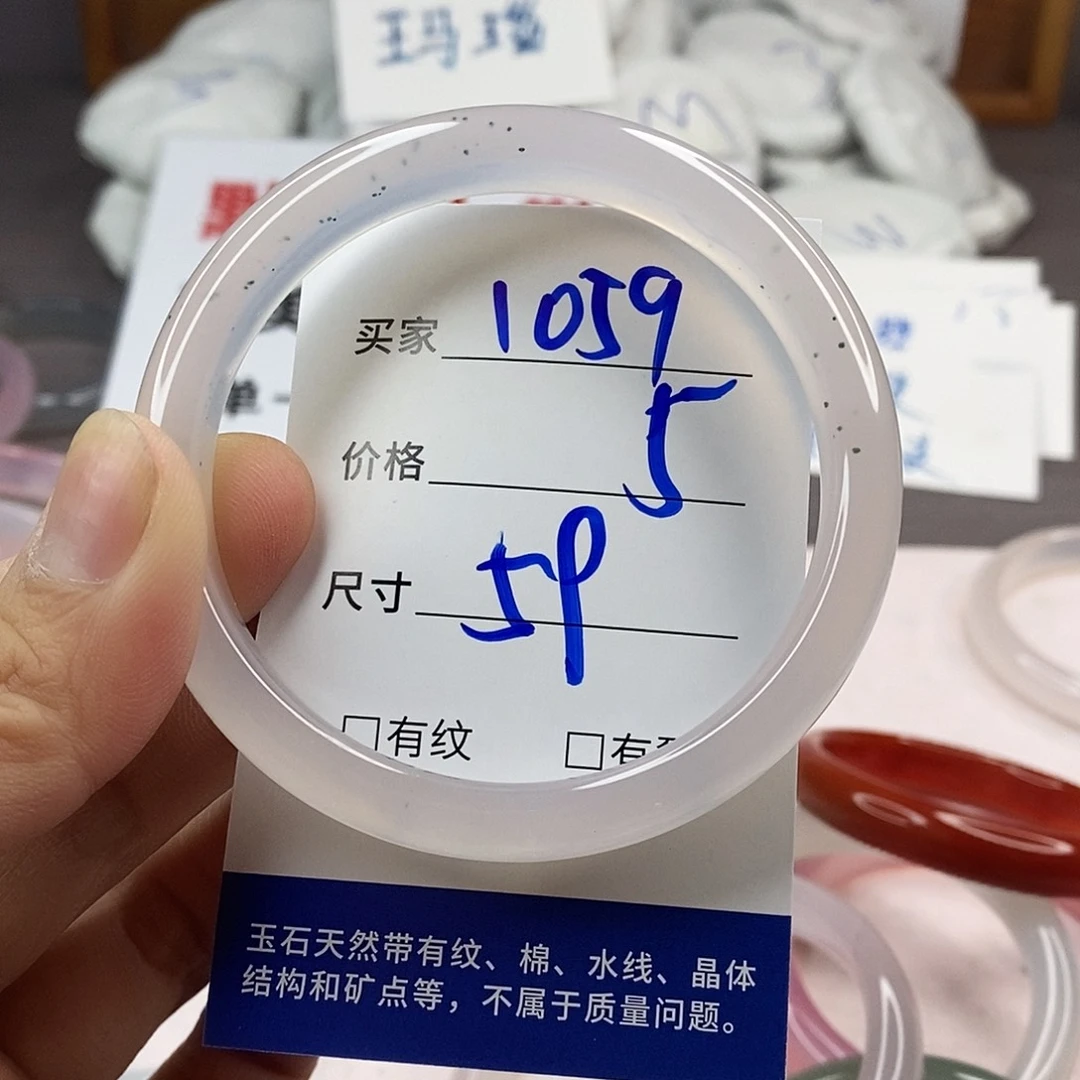 玛瑙
买家 1059
价格 5
尺寸 59
□有纹 □有
玉石天然带有纹、棉、水线、晶体
结构和矿点等，不属于质量问题。